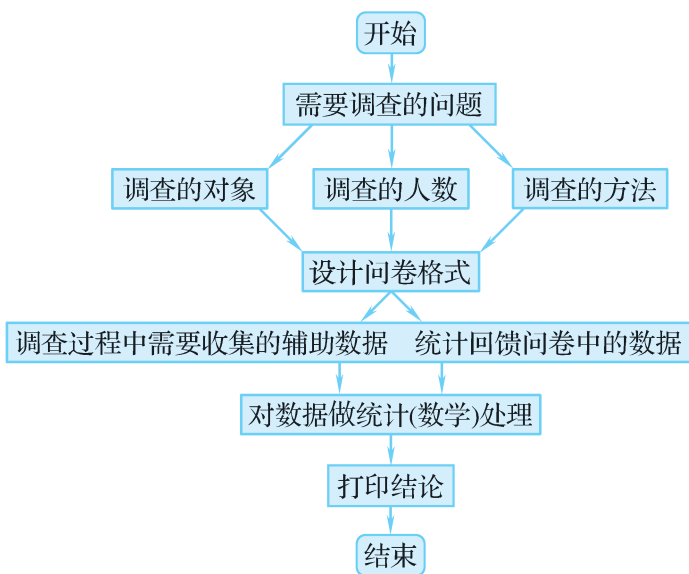 开始
需要调查的问题
调查的对象
调查的人数
调查的方法
设计问卷格式
调查过程中需要收集的辅助数据 统计回馈问卷中的数据
对数据做统计(数学)处理
打印结论
结束